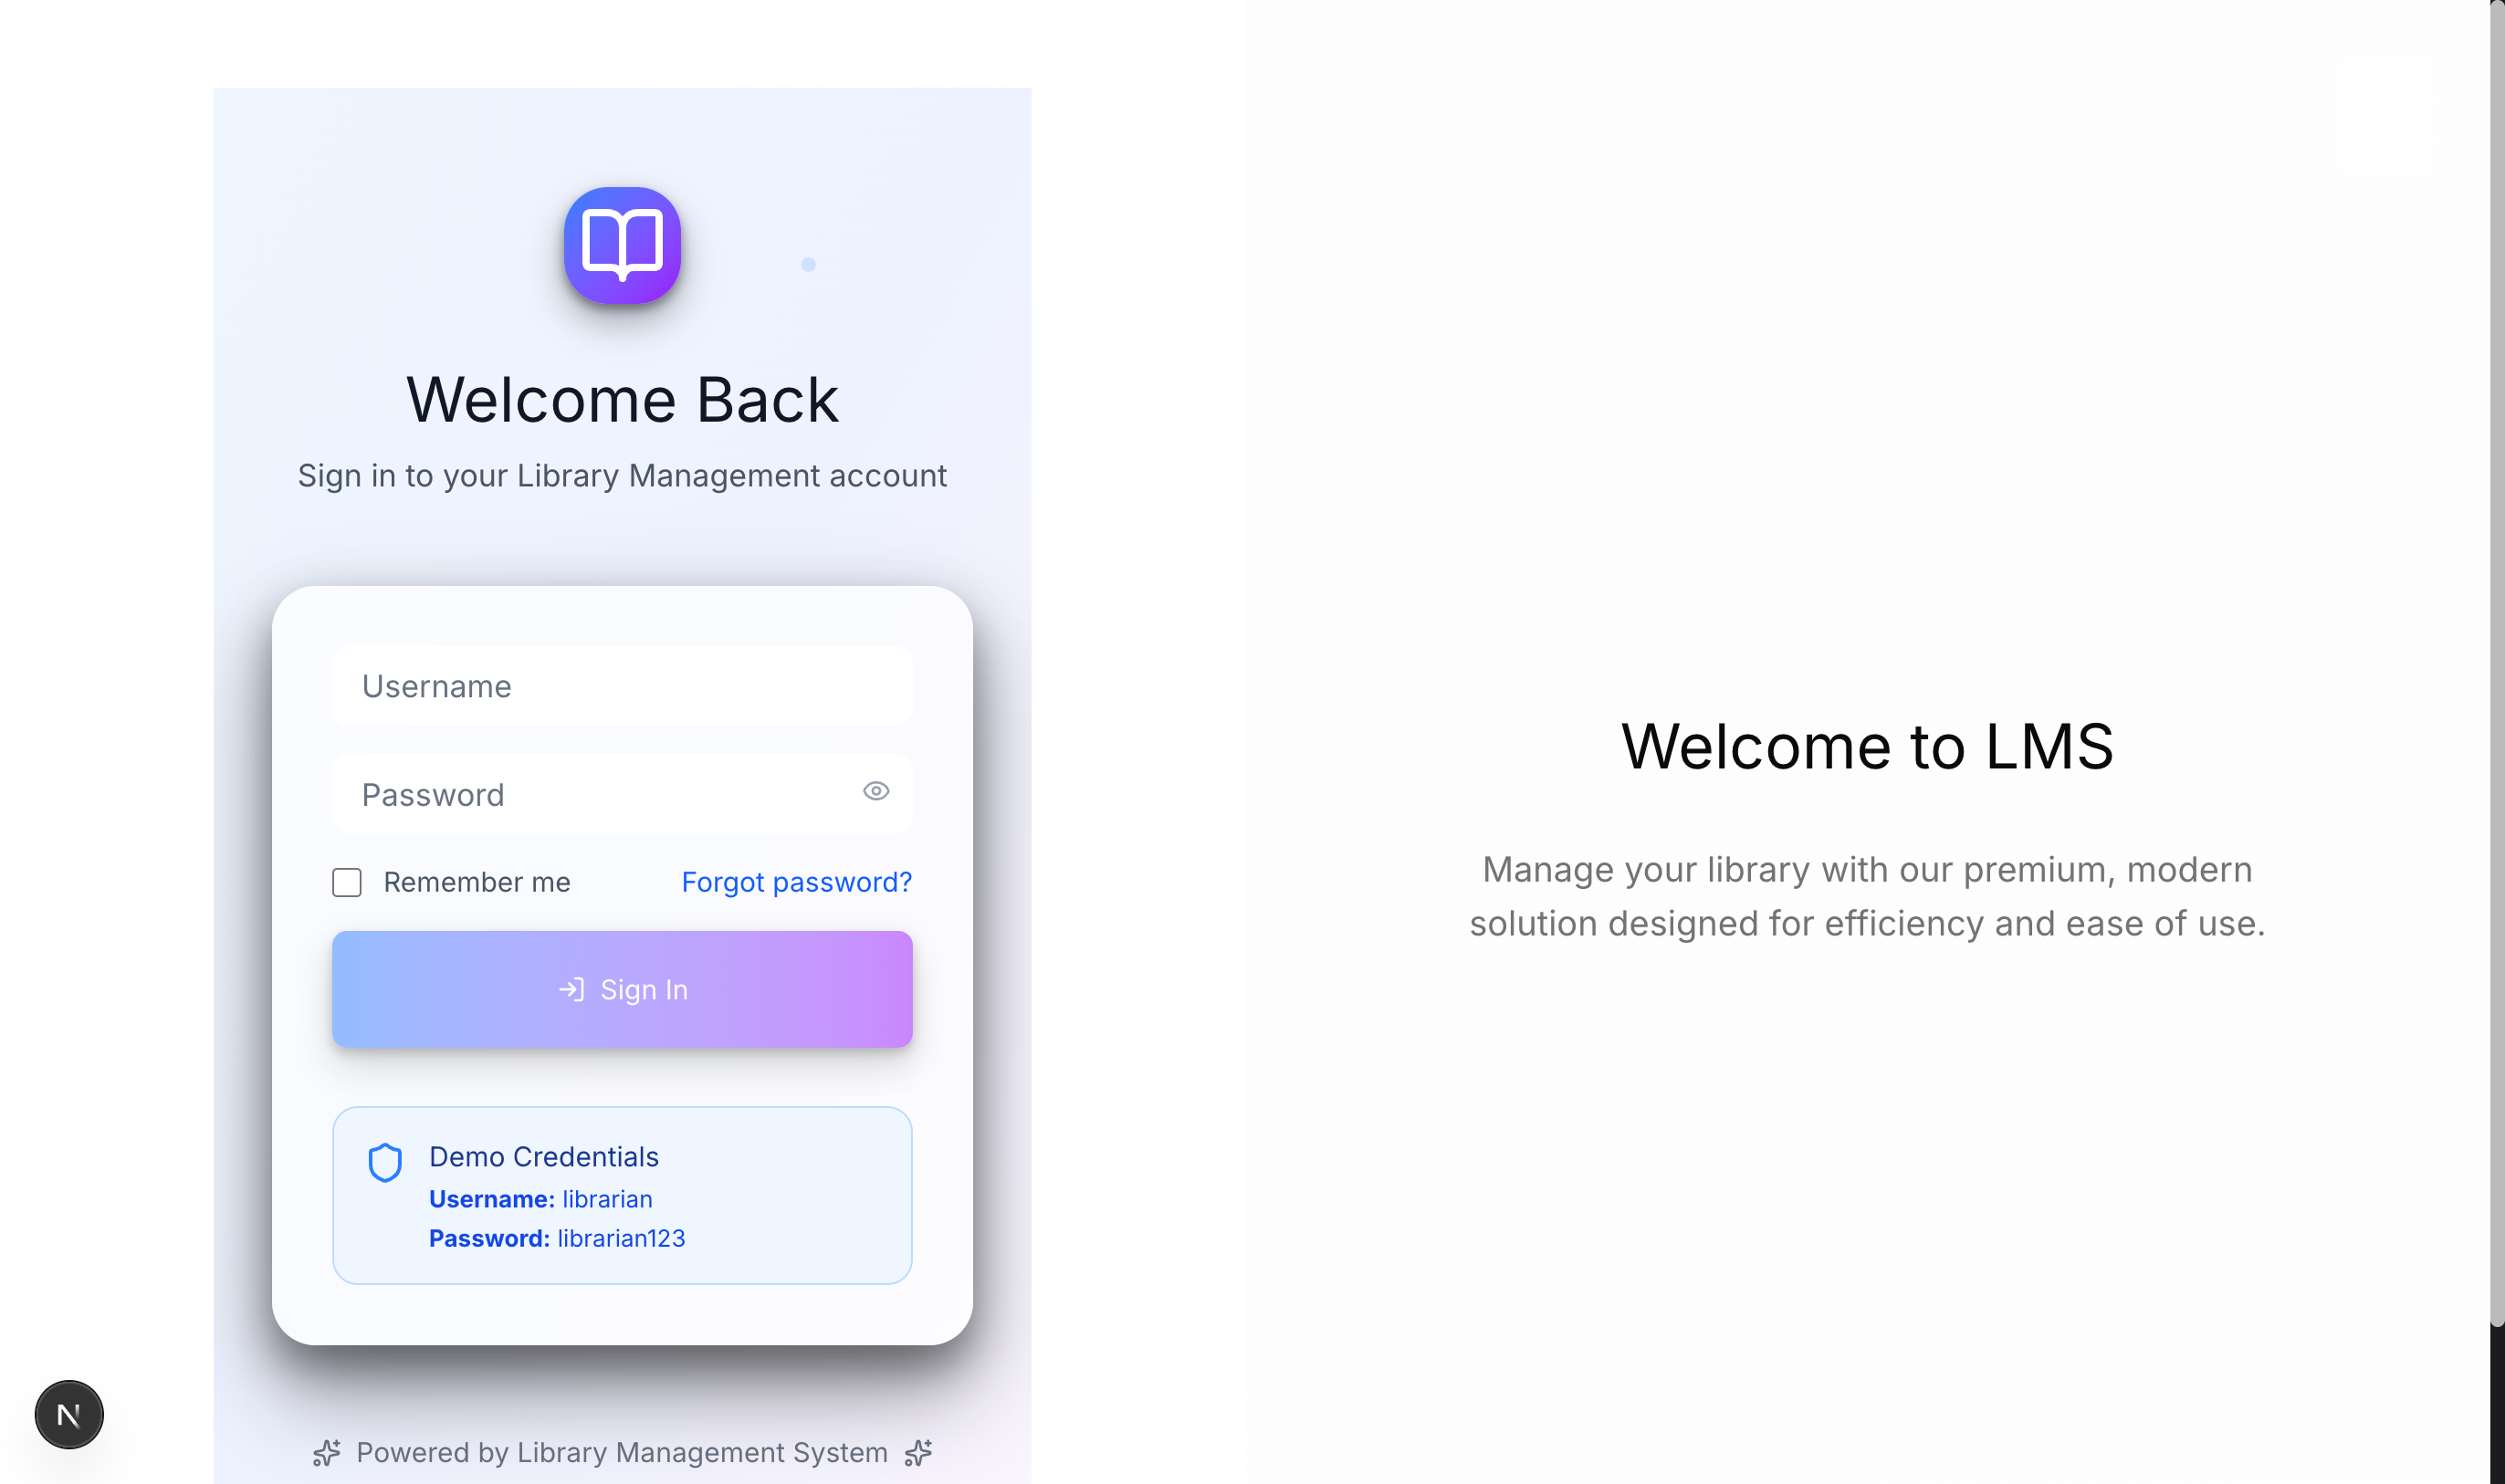 Welcome Back
Sign in to your Library Management account
Username
Password
Remember me
Forgot password?
Sign In
Demo Credentials
Username: librarian
Password: librarian123
Powered by Library Management System
N
Welcome to LMS
Manage your library with our premium, modern
solution designed for efficiency and ease of use.